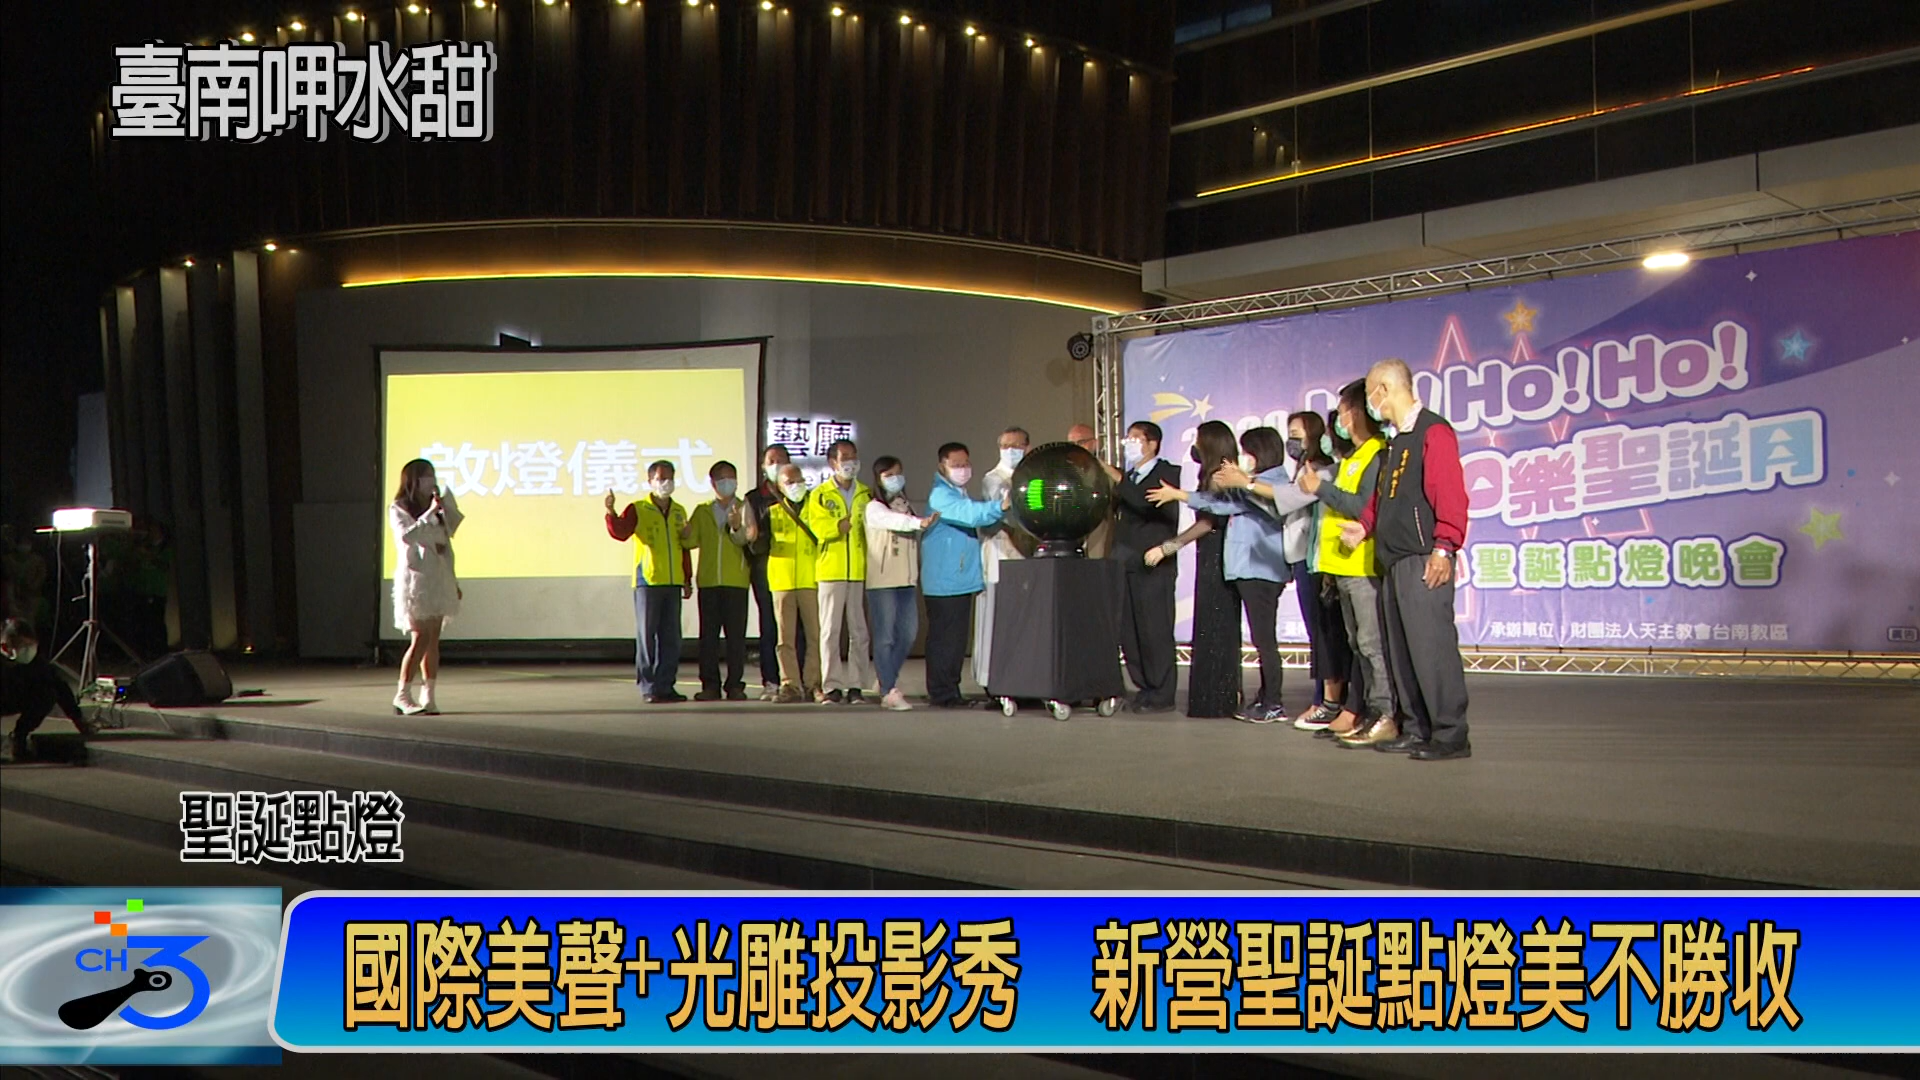 臺南呷水甜
啟燈儀式
藝廳
Ho! Ho!
樂聖誕月
聖誕點燈晚會
承辦單位：財團法人天主教會台南教區
廣告
聖誕點燈
CH3
國際美聲+光雕投影秀 新營聖誕點燈美不勝收